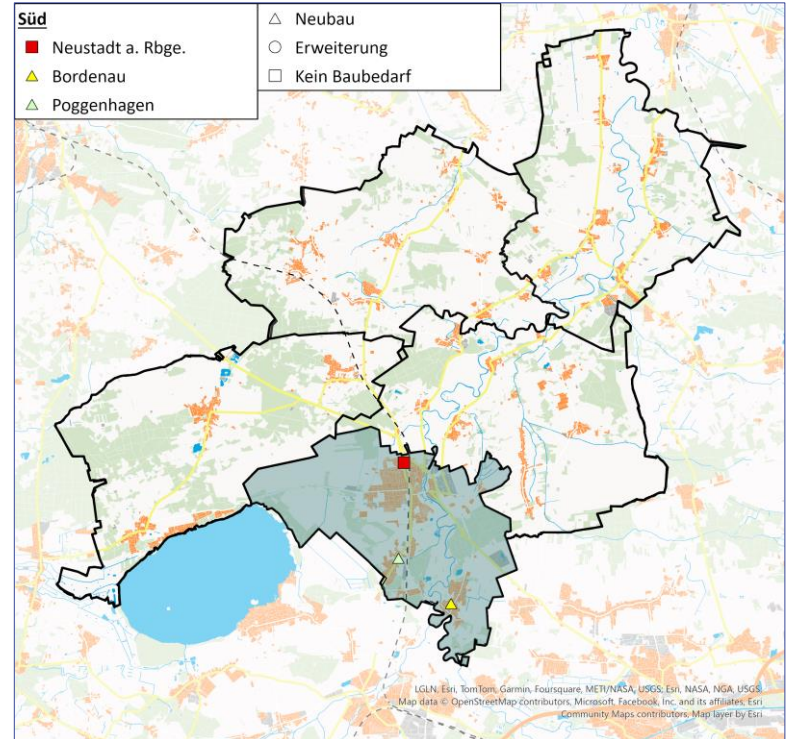 Süd
Neustadt a. Rbge.
Bordenau
Poggenhagen
Neubau
Erweiterung
Kein Baubedarf
LGLN, Esri, TomTom, Garmin, Foursquare, METI/NASA, USGS; Esri, NASA, NGA, USGS;
Map data © OpenStreetMap contributors, Microsoft, Facebook, Inc. and its affiliates, Esri
Community Maps contributors, Map layer by Esri